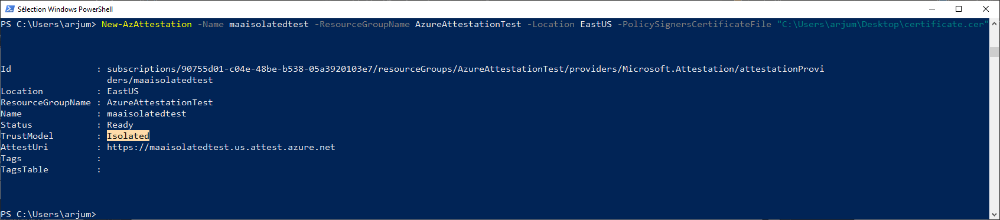 Sélection Windows PowerShell
PS C:\Users\arjum> New-AzAttestation -Name maaisolatedtest -ResourceGroupName AzureAttestationTest -Location EastUS -PolicySignersCertificateFile "C:\Users\arjum\Desktop\certificate.cer"
Id                : subscriptions/90755d01-c04e-48be-b538-05a3920103e7/resourceGroups/AzureAttestationTest/providers/Microsoft.Attestation/attestationProvi
                    ders/maaisolatedtest
Location          : EastUS
ResourceGroupName : AzureAttestationTest
Name              : maaisolatedtest
Status            : Ready
TrustModel        : Isolated
AttestUri         : https://maaisolatedtest.us.attest.azure.net
Tags              :
TagsTable         :
PS C:\Users\arjum>